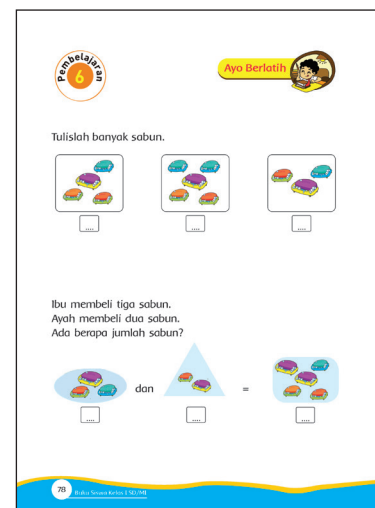 Pembelajaran
6
Ayo Berlatih
Tulislah banyak sabun.
.... .... ....
Ibu membeli tiga sabun.
Ayah membeli dua sabun.
Ada berapa jumlah sabun?
dan =
.... .... ....
78 Buku Siswa Kelas I SD/MI